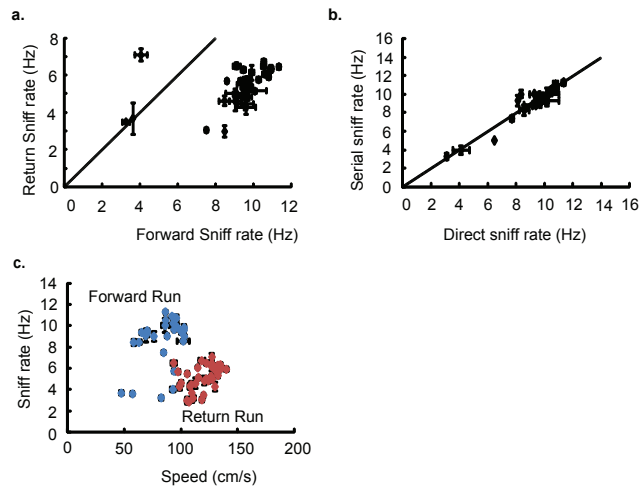 a.
8
6
4
2
0
Return Sniff rate (Hz)
0 2 4 6 8 10 12
Forward Sniff rate (Hz)
b.
16
14
12
10
8
6
4
2
0
Serial sniff rate (Hz)
0 2 4 6 8 10 12 14 16
Direct sniff rate (Hz)
c.
14
12
10
8
6
4
2
0
Sniff rate (Hz)
Forward Run
Return Run
0 50 100 150 200
Speed (cm/s)